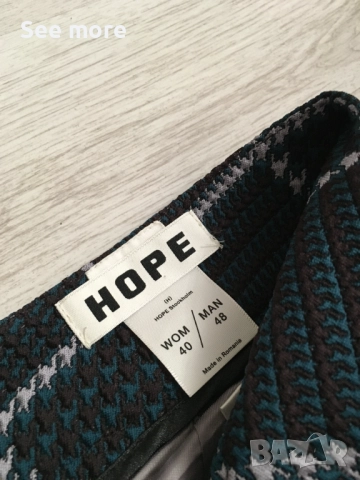 See more
HOPE
(H)
HOPE Stockholm
WOM / MAN
40 48
Made in Romania
BAZAR